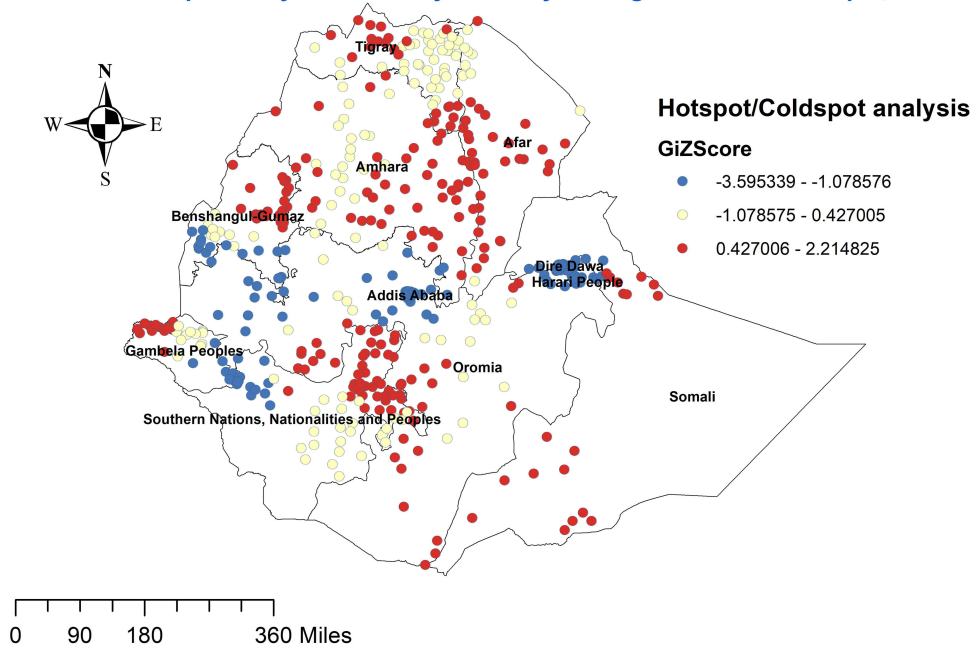 N
W
E
S
Hotspot/Coldspot analysis
GiZScore
-3.595339 - -1.078576
-1.078575 - 0.427005
0.427006 - 2.214825
Tigray
Afar
Amhara
Benshangul-Gumaz
Dire Dawa
Harari People
Addis Ababa
Gambela Peoples
Oromia
Somali
Southern Nations, Nationalities and Peoples
0 90 180 360 Miles